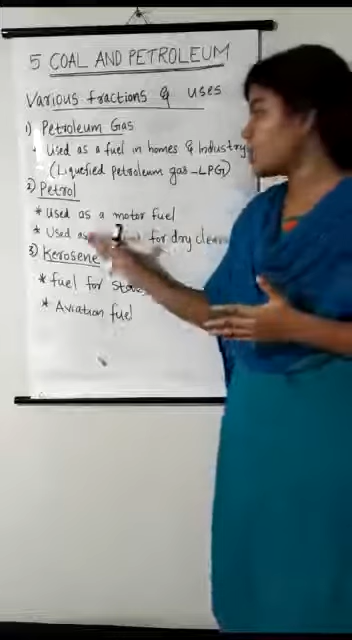 5 COAL AND PETROLEUM
Various fractions & uses
1) Petroleum Gas
* Used as a fuel in homes & Industry
(Liquefied petroleum gas - LPG)
2) Petrol
* Used as a motor fuel
* Used as for dry
3) Kerosene
* Fuel for
* Aviation fuel